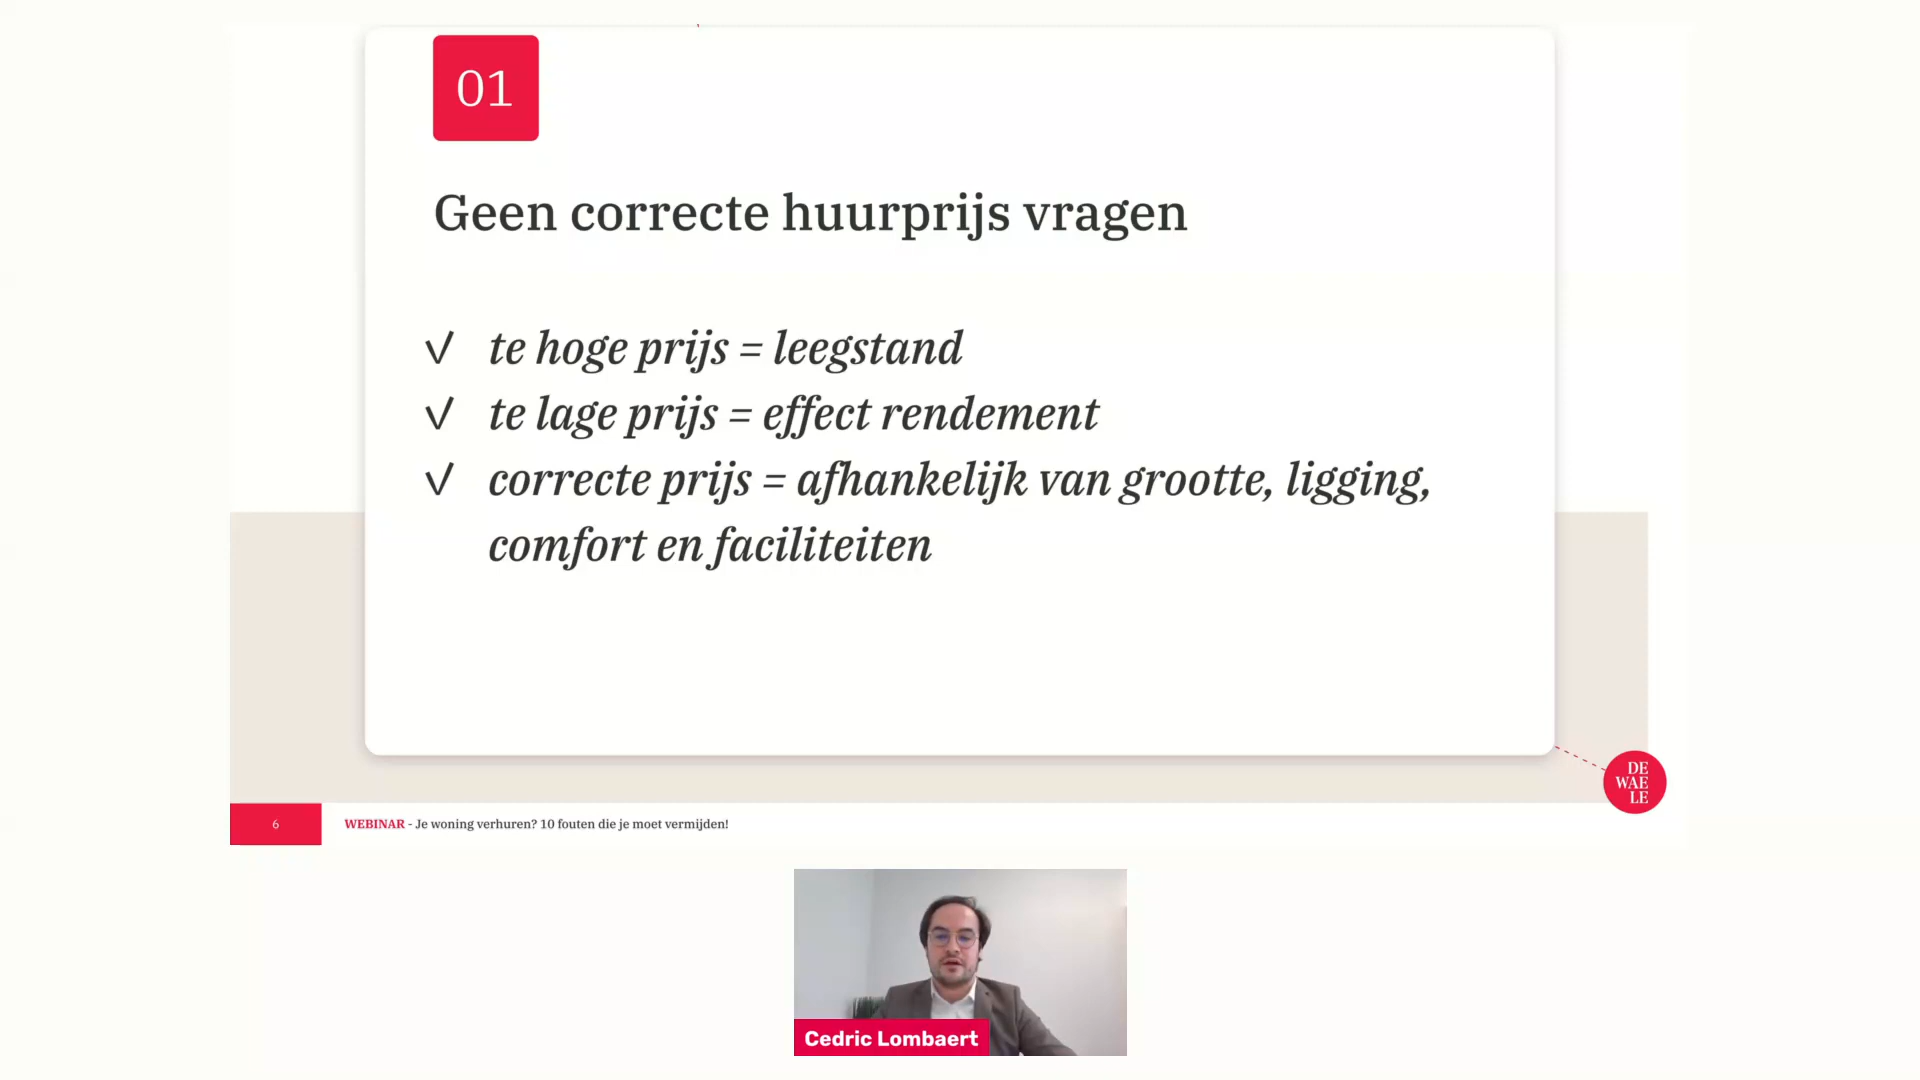 01
Geen correcte huurprijs vragen
√ te hoge prijs = leegstand
√ te lage prijs = effect rendement
√ correcte prijs = afhankelijk van grootte, ligging,
comfort en faciliteiten
DE
WAE
LE
6
WEBINAR - Je woning verhuren? 10 fouten die je moet vermijden!
Cedric Lombaert